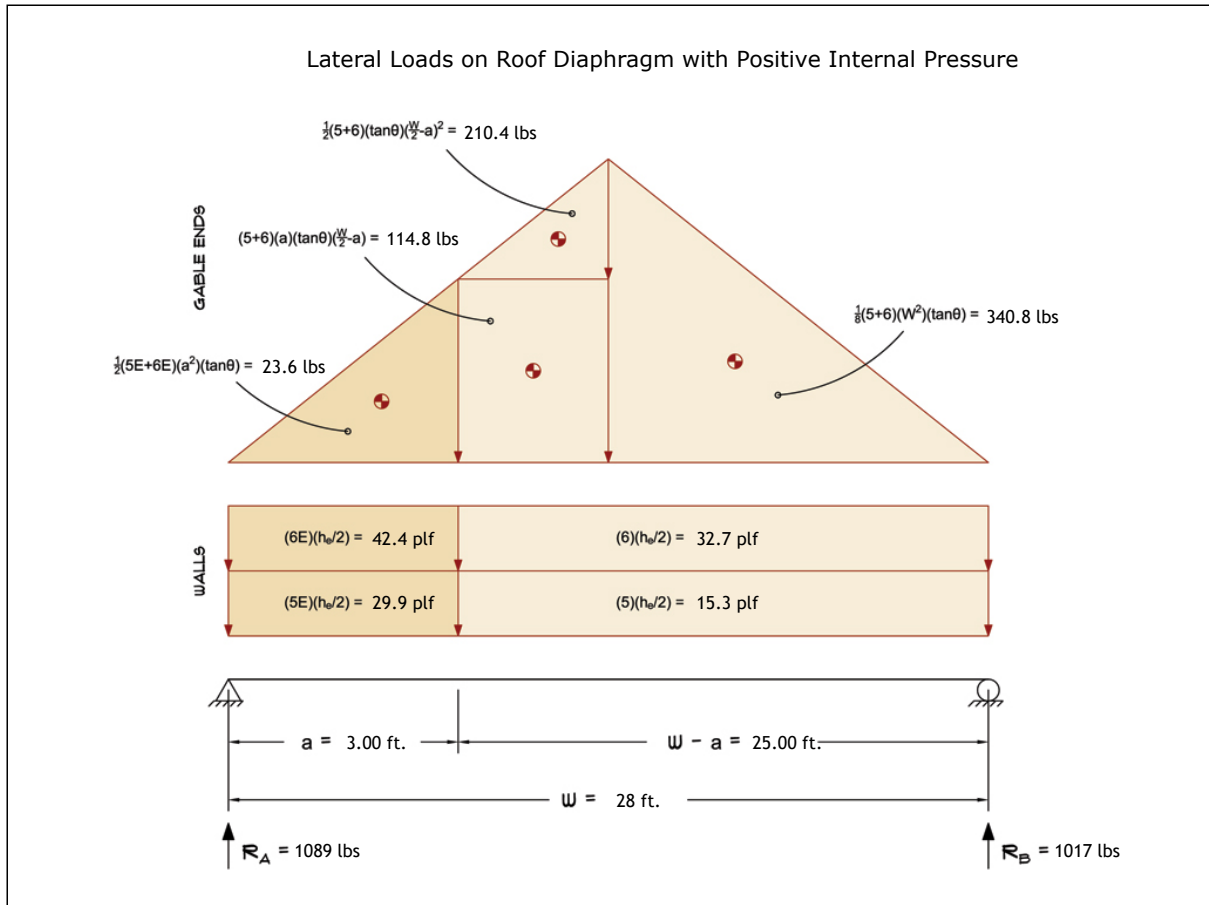 Lateral Loads on Roof Diaphragm with Positive Internal Pressure
½(5+6)(tanθ)(W/2-a)² = 210.4 lbs
GABLE ENDS
(5+6)(a)(tanθ)(W/2-a) = 114.8 lbs
⅛(5+6)(W²)(tanθ) = 340.8 lbs
½(5E+6E)(a²)(tanθ) = 23.6 lbs
WALLS
(6E)(hₑ/2) = 42.4 plf
(6)(hₑ/2) = 32.7 plf
(5E)(hₑ/2) = 29.9 plf
(5)(hₑ/2) = 15.3 plf
a = 3.00 ft.
W - a = 25.00 ft.
W = 28 ft.
R_A = 1089 lbs
R_B = 1017 lbs